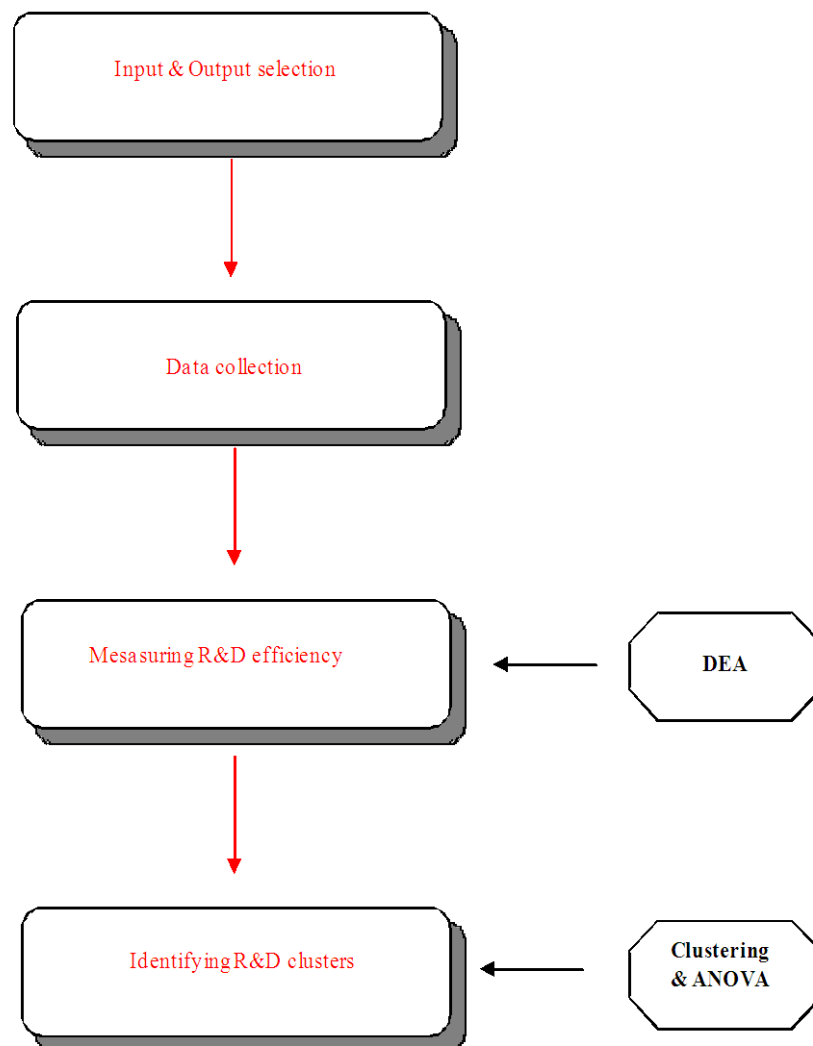 Input & Output selection
Data collection
Mesasuring R&D efficiency
DEA
Identifying R&D clusters
Clustering
& ANOVA